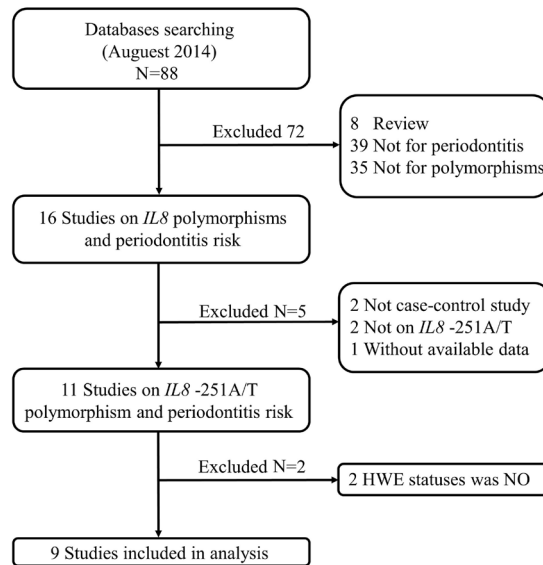 Databases searching
(Auguest 2014)
N=88
Excluded 72
8 Review
39 Not for periodontitis
35 Not for polymorphisms
16 Studies on IL8 polymorphisms
and periodontitis risk
Excluded N=5
2 Not case-control study
2 Not on IL8 -251A/T
1 Without available data
11 Studies on IL8 -251A/T
polymorphism and periodontitis risk
Excluded N=2
2 HWE statuses was NO
9 Studies included in analysis